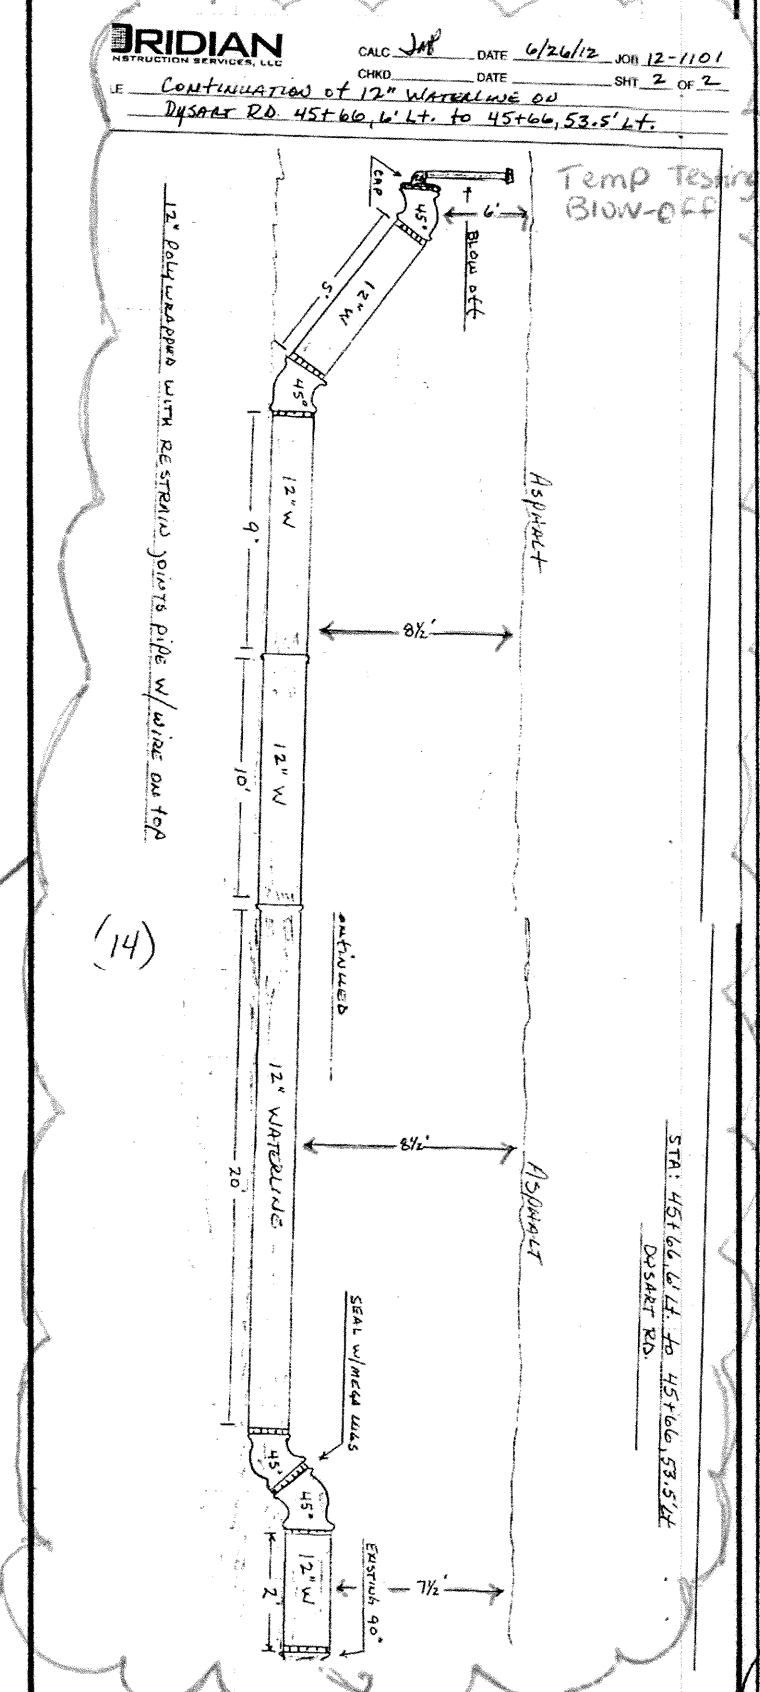 RIDIAN
NSTRUCTION SERVICES, LLC
CALC JMP DATE 6/26/12 JOB 12-1101
CHKD DATE SHT 2 OF 2
LE CONTINUATION of 12" WATERLINE ON
DYSART RD. 45+66, 6' Lt. to 45+66, 53.5' Lt.
Temp Testing
Blow-off
CAP
45°
6'
BLOW off
12" W
5'
45°
12" POLYWRAPPED WITH RESTRAIN JOINTS PIPE W/WIRE ON TOP
12" W
9'
ASPHALT
8½'
12" W
10'
(14)
ONTINUED
12" WATERLINE
20'
8½'
ASPHALT
STA: 45+66, 6' Lt. to 45+66, 53.5' Lt
DYSART RD.
SEAL W/MEGA LUGS
45°
45°
12" W
2'
EXISTING 90°
7½'